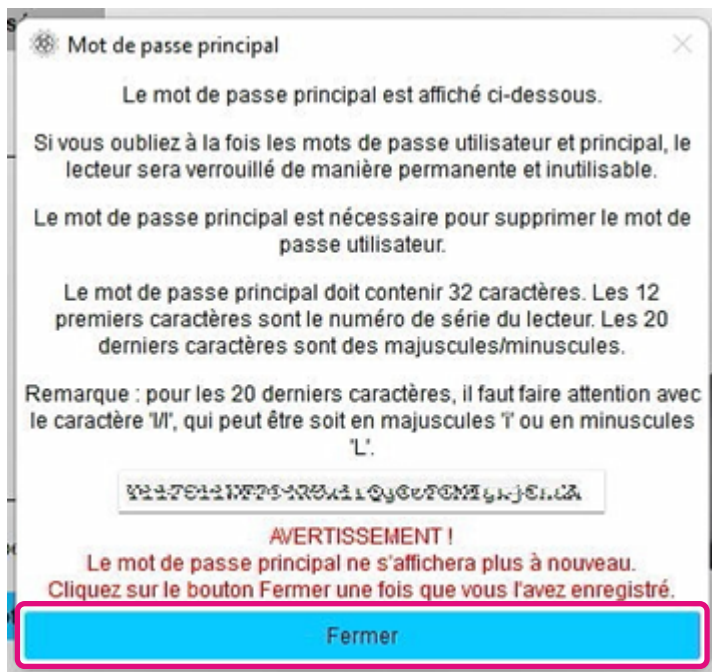 Mot de passe principal
Le mot de passe principal est affiché ci-dessous.
Si vous oubliez à la fois les mots de passe utilisateur et principal, le
lecteur sera verrouillé de manière permanente et inutilisable.
Le mot de passe principal est nécessaire pour supprimer le mot de
passe utilisateur.
Le mot de passe principal doit contenir 32 caractères. Les 12
premiers caractères sont le numéro de série du lecteur. Les 20
derniers caractères sont des majuscules/minuscules.
Remarque : pour les 20 derniers caractères, il faut faire attention avec
le caractère 'I/l', qui peut être soit en majuscules 'i' ou en minuscules
'L'.
AVERTISSEMENT !
Le mot de passe principal ne s'affichera plus à nouveau.
Cliquez sur le bouton Fermer une fois que vous l'avez enregistré.
Fermer